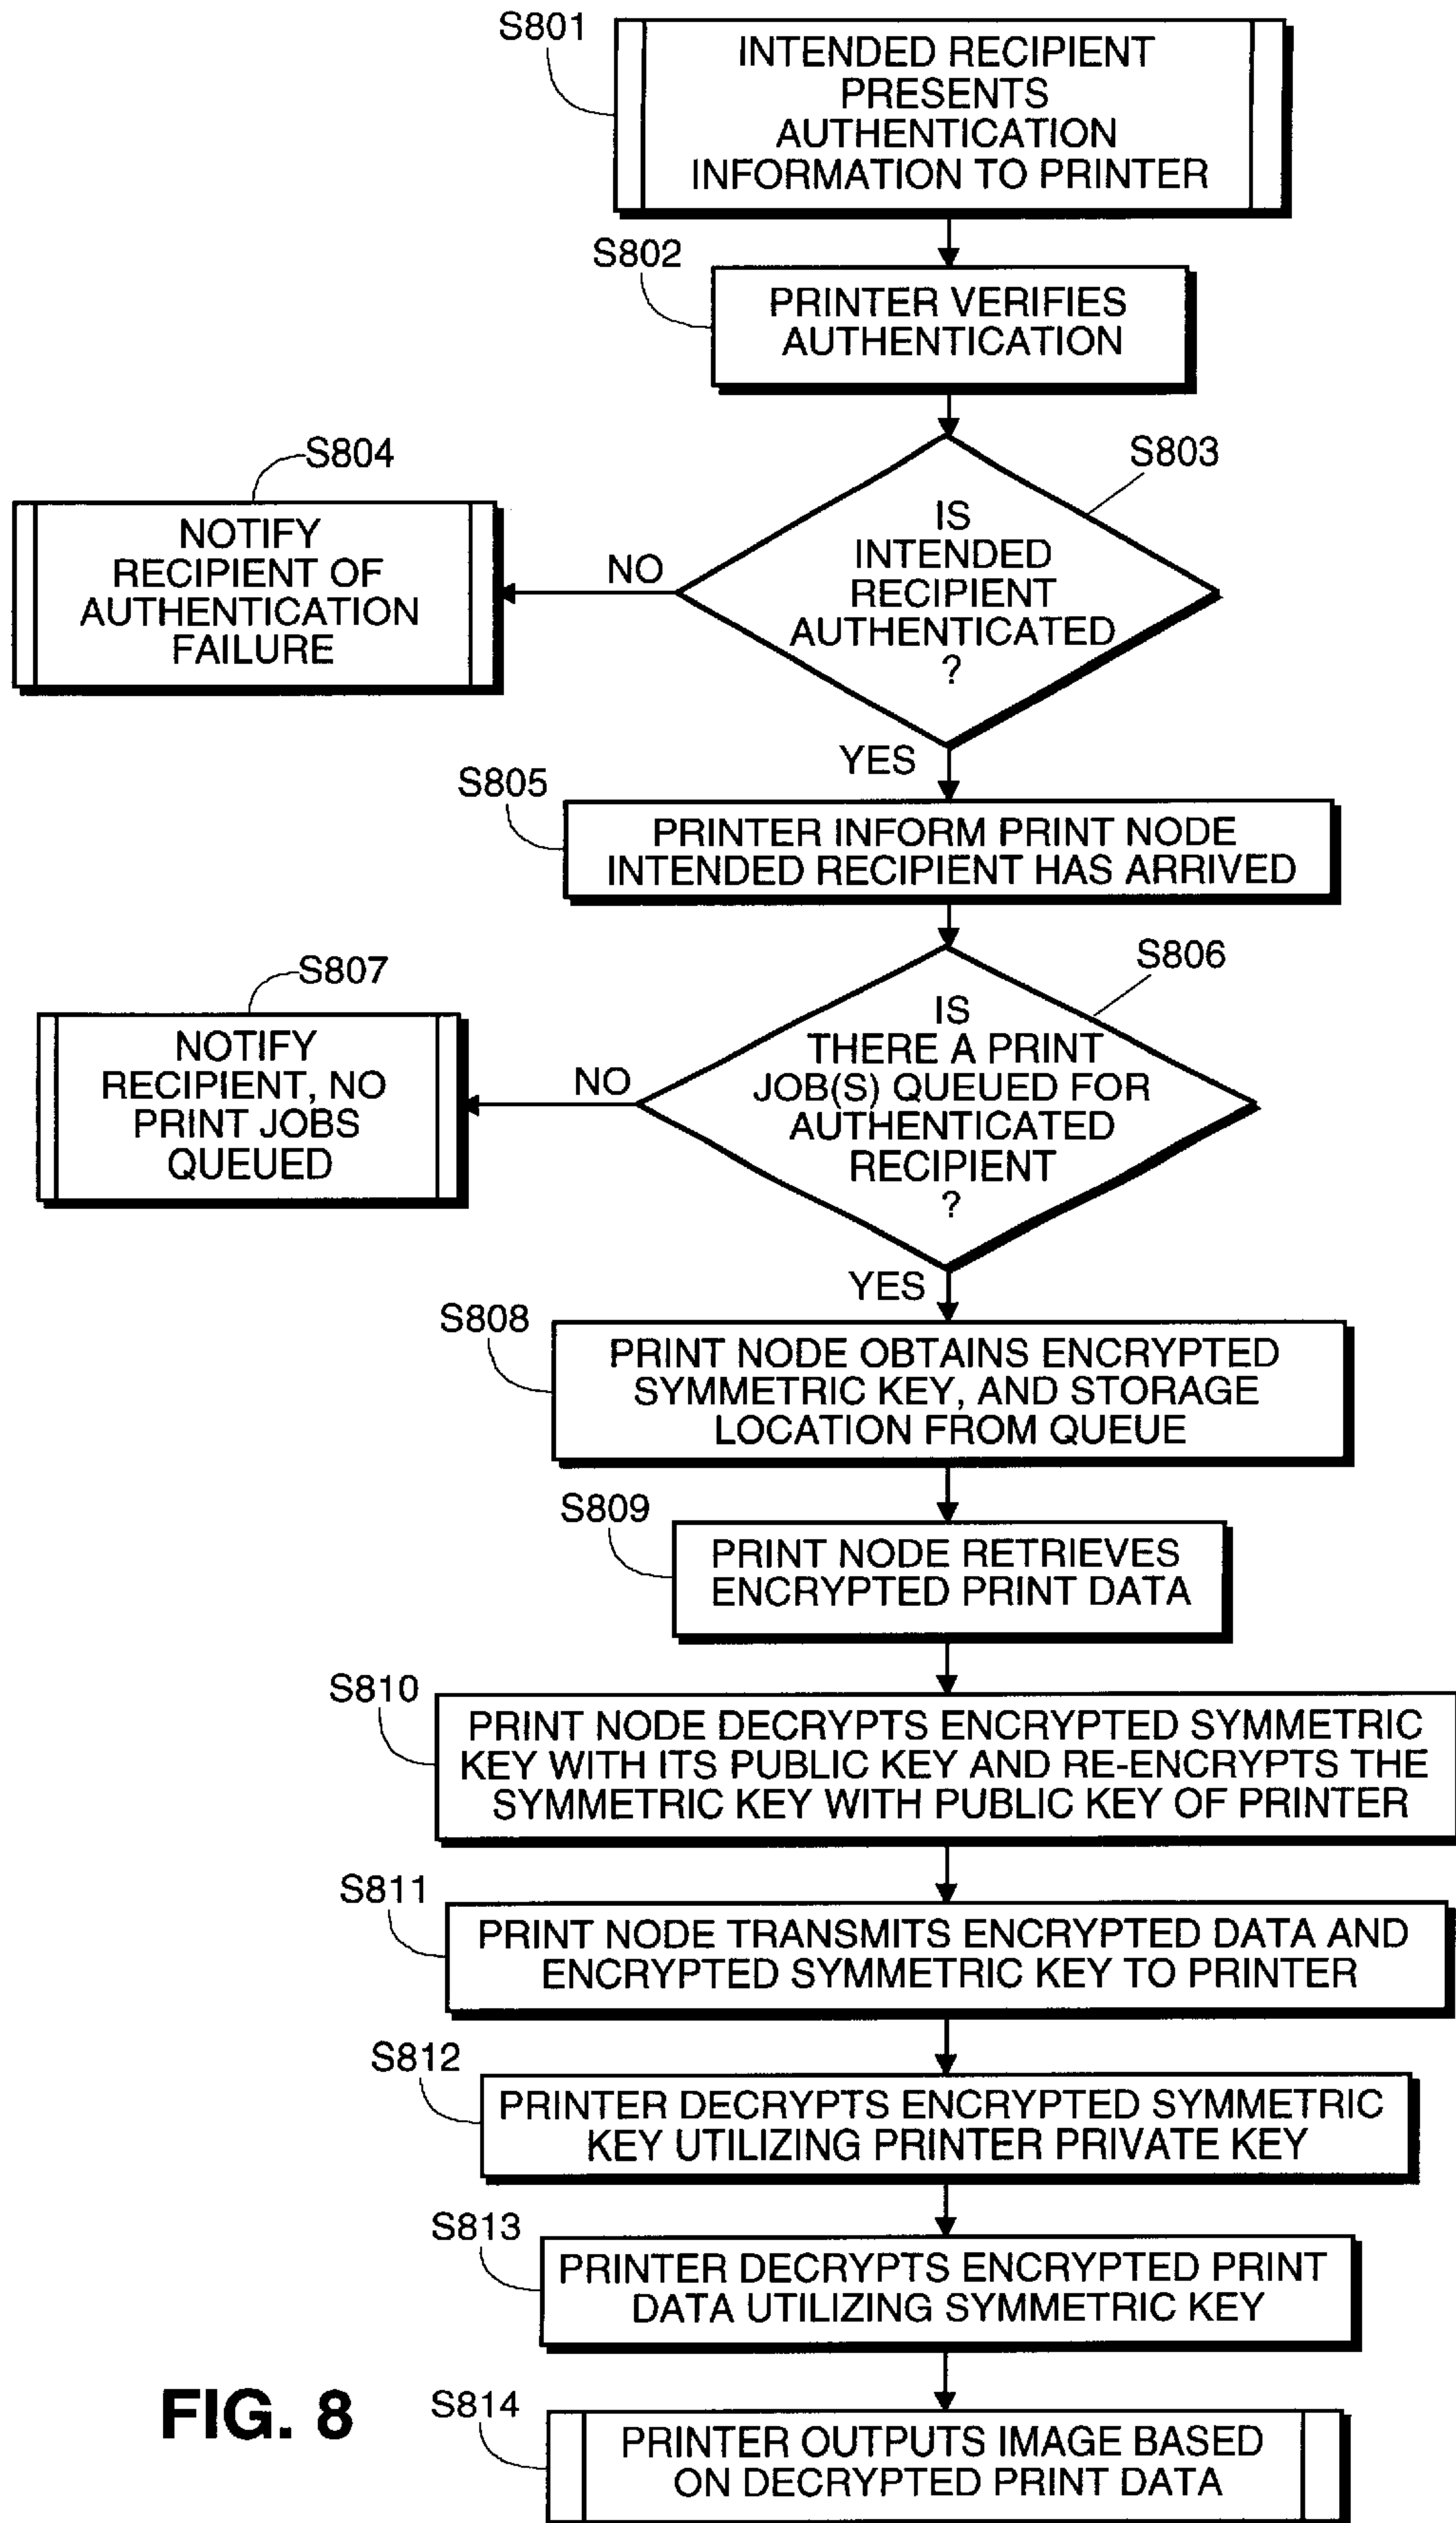 S801
INTENDED RECIPIENT
PRESENTS
AUTHENTICATION
INFORMATION TO PRINTER
S802
PRINTER VERIFIES
AUTHENTICATION
S803
IS
INTENDED
RECIPIENT
AUTHENTICATED
?
NO
S804
NOTIFY
RECIPIENT OF
AUTHENTICATION
FAILURE
YES
S805
PRINTER INFORM PRINT NODE
INTENDED RECIPIENT HAS ARRIVED
S806
IS
THERE A PRINT
JOB(S) QUEUED FOR
AUTHENTICATED
RECIPIENT
?
NO
S807
NOTIFY
RECIPIENT, NO
PRINT JOBS
QUEUED
YES
S808
PRINT NODE OBTAINS ENCRYPTED
SYMMETRIC KEY, AND STORAGE
LOCATION FROM QUEUE
S809
PRINT NODE RETRIEVES
ENCRYPTED PRINT DATA
S810
PRINT NODE DECRYPTS ENCRYPTED SYMMETRIC
KEY WITH ITS PUBLIC KEY AND RE-ENCRYPTS THE
SYMMETRIC KEY WITH PUBLIC KEY OF PRINTER
S811
PRINT NODE TRANSMITS ENCRYPTED DATA AND
ENCRYPTED SYMMETRIC KEY TO PRINTER
S812
PRINTER DECRYPTS ENCRYPTED SYMMETRIC
KEY UTILIZING PRINTER PRIVATE KEY
S813
PRINTER DECRYPTS ENCRYPTED PRINT
DATA UTILIZING SYMMETRIC KEY
S814
PRINTER OUTPUTS IMAGE BASED
ON DECRYPTED PRINT DATA
FIG. 8